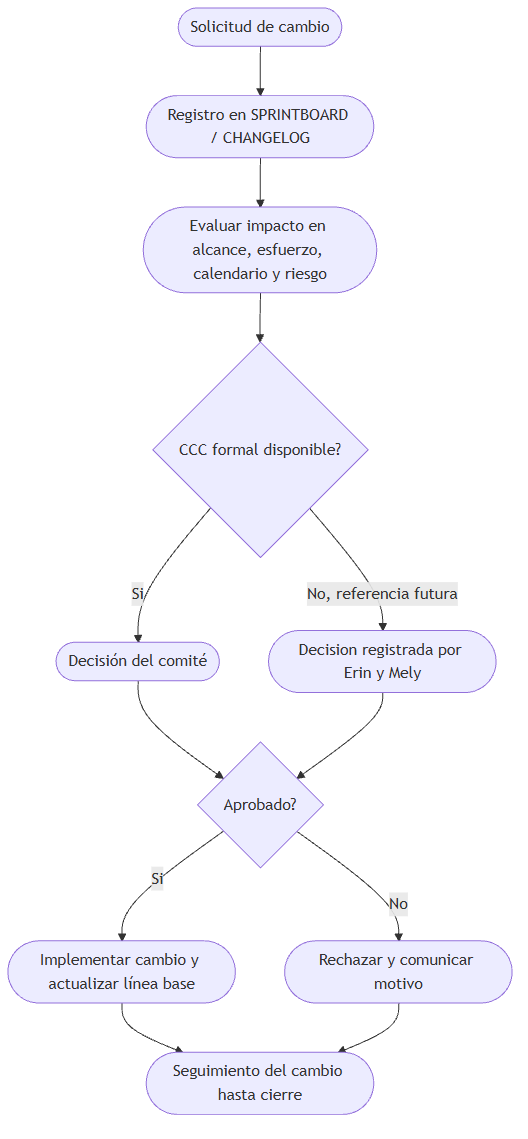 Solicitud de cambio
Registro en SPRINTBOARD
/ CHANGELOG
Evaluar impacto en
alcance, esfuerzo,
calendario y riesgo
CCC formal disponible?
Si
No, referencia futura
Decisión del comité
Decision registrada por
Erin y Mely
Aprobado?
Si
No
Implementar cambio y
actualizar línea base
Rechazar y comunicar
motivo
Seguimiento del cambio
hasta cierre